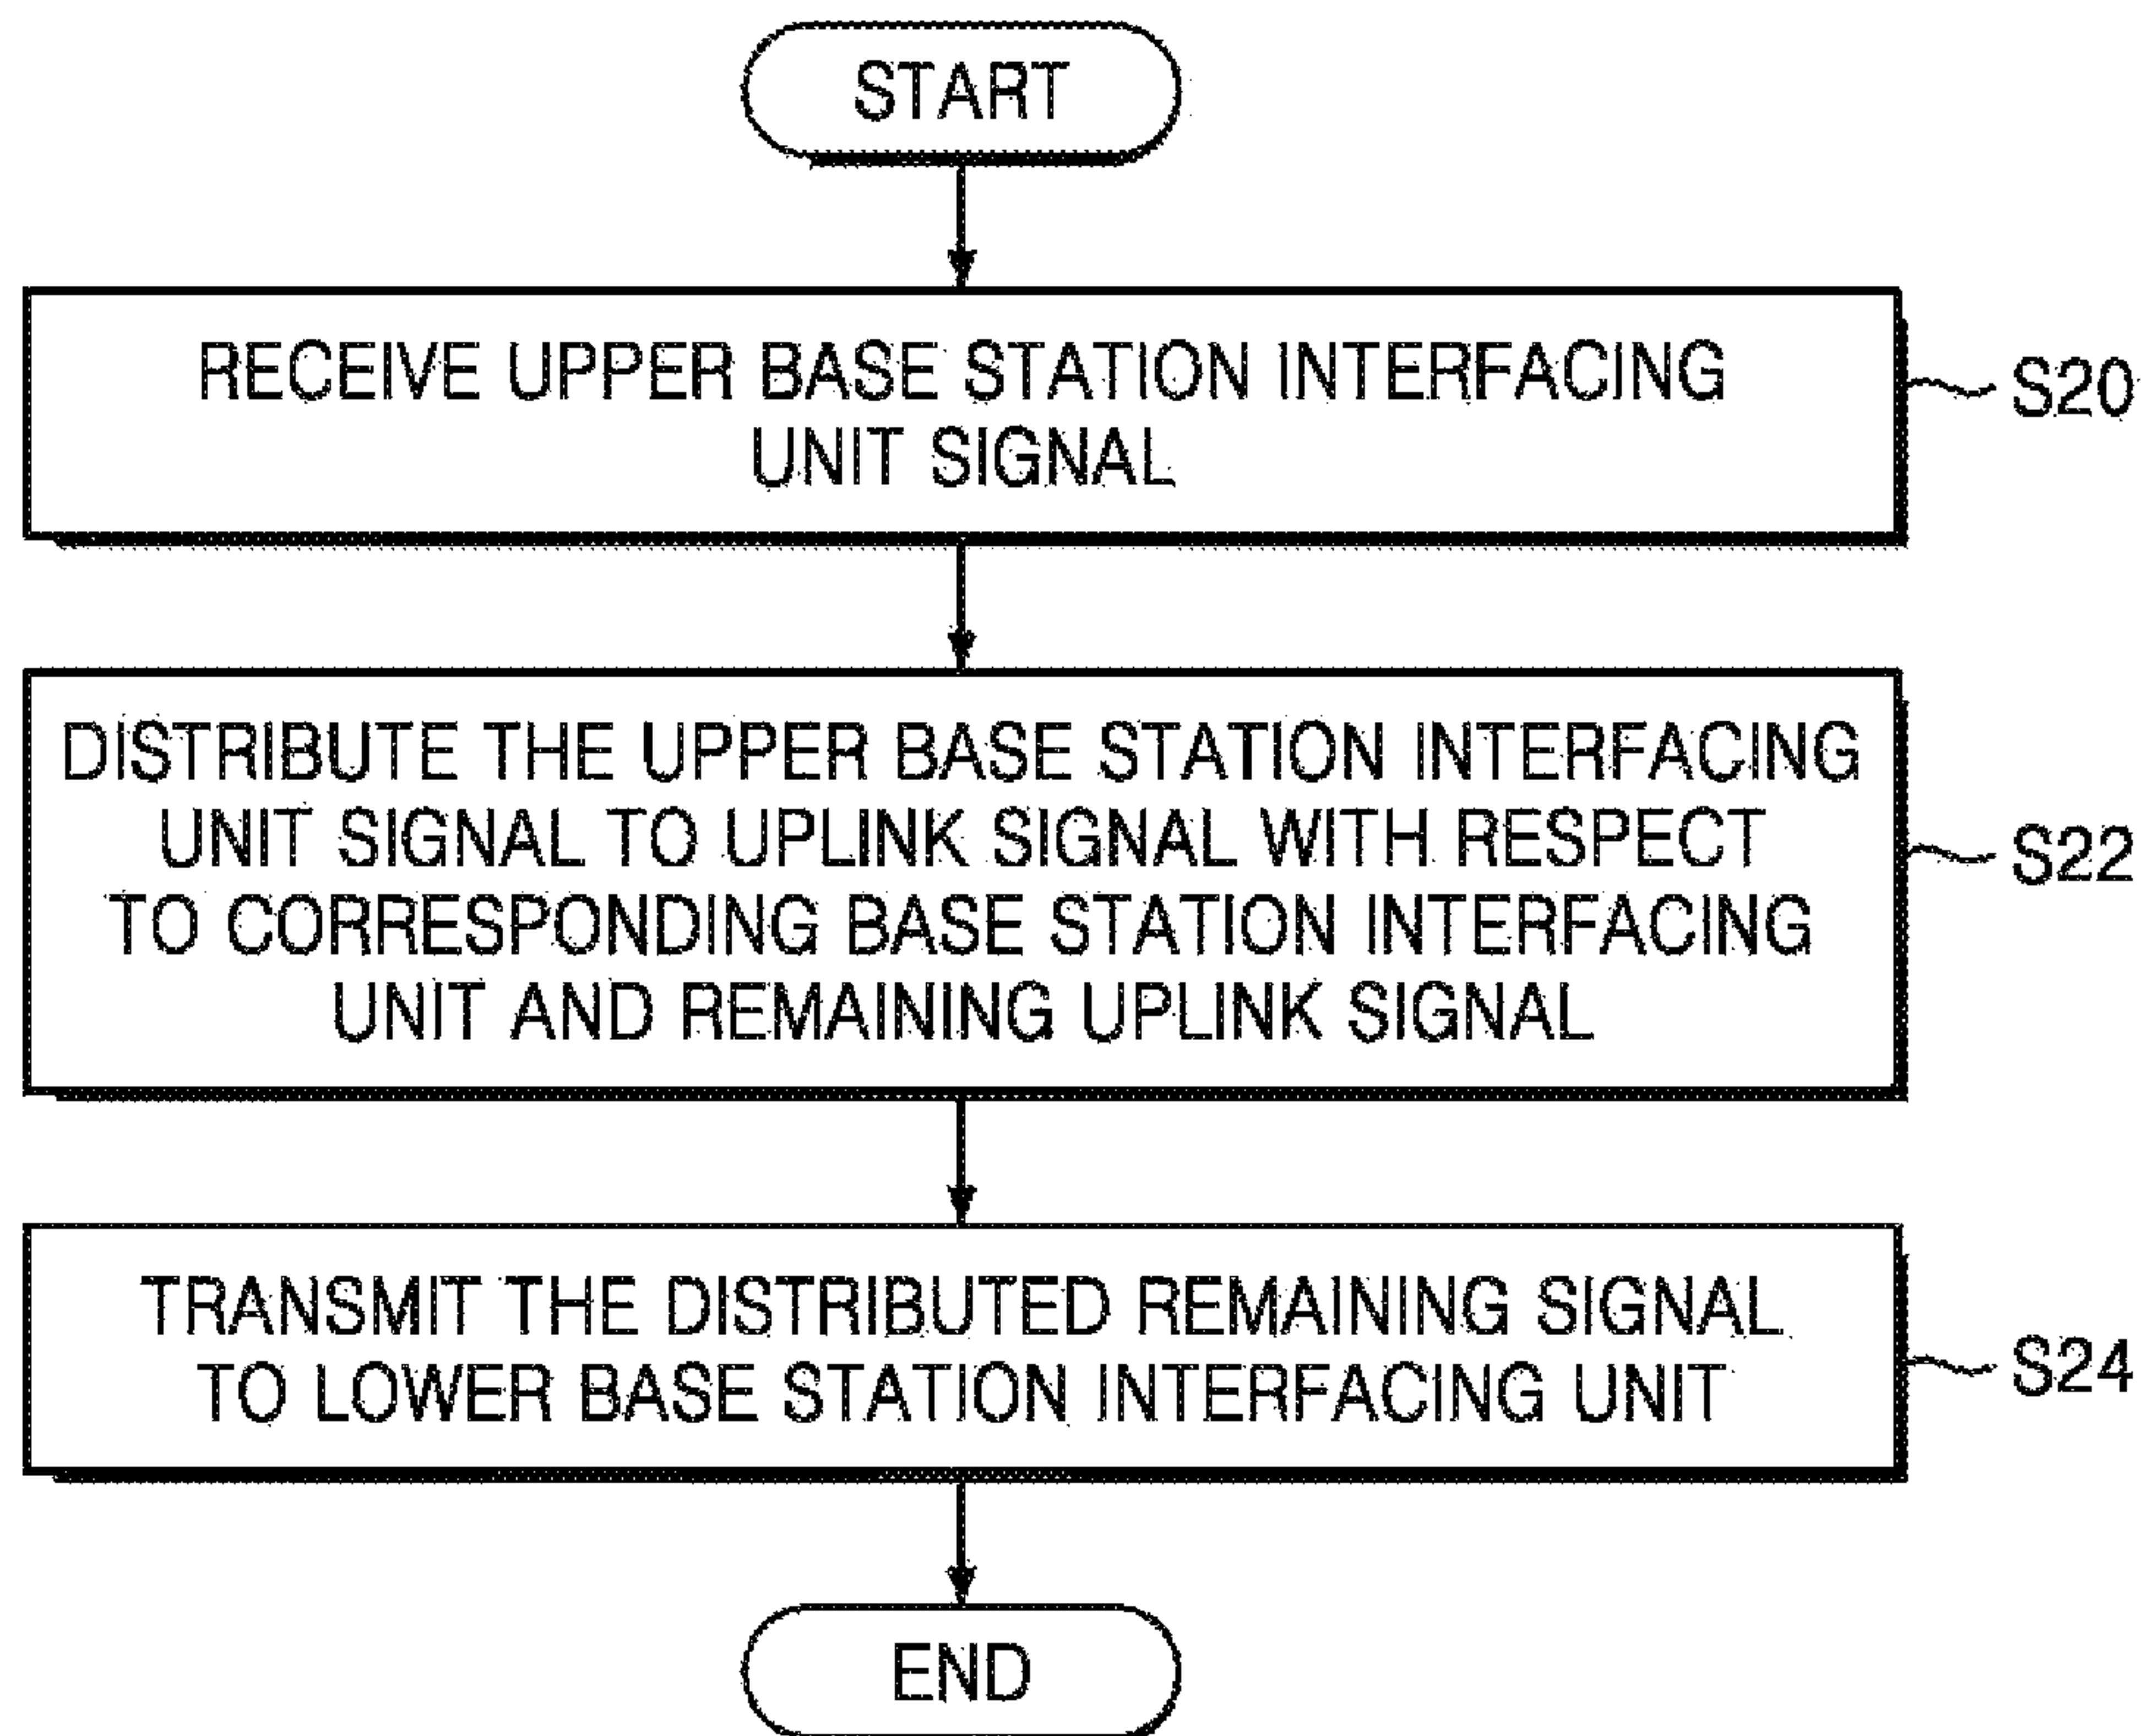 START
RECEIVE UPPER BASE STATION INTERFACING
UNIT SIGNAL
S20
DISTRIBUTE THE UPPER BASE STATION INTERFACING
UNIT SIGNAL TO UPLINK SIGNAL WITH RESPECT
TO CORRESPONDING BASE STATION INTERFACING
UNIT AND REMAINING UPLINK SIGNAL
S22
TRANSMIT THE DISTRIBUTED REMAINING SIGNAL
TO LOWER BASE STATION INTERFACING UNIT
S24
END